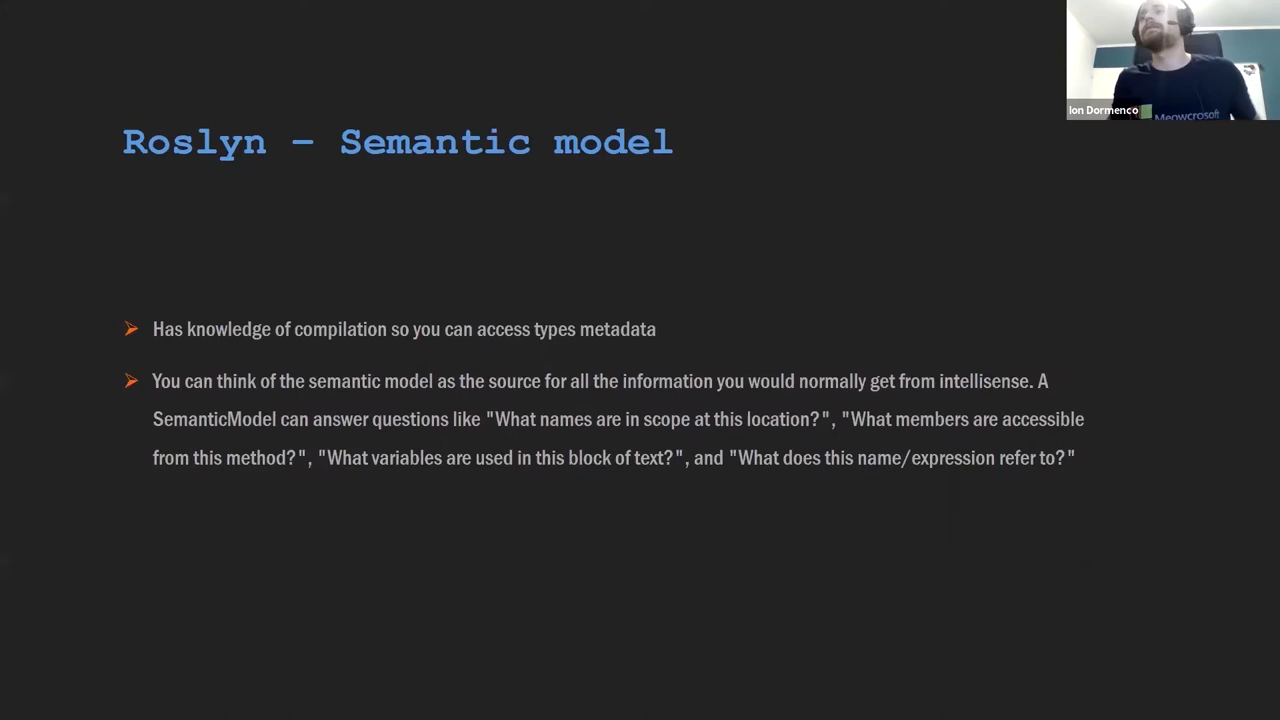 Ion Dormenco
Meowcrosoft
Roslyn – Semantic model
Has knowledge of compilation so you can access types metadata
You can think of the semantic model as the source for all the information you would normally get from intellisense. A
SemanticModel can answer questions like "What names are in scope at this location?", "What members are accessible
from this method?", "What variables are used in this block of text?", and "What does this name/expression refer to?"